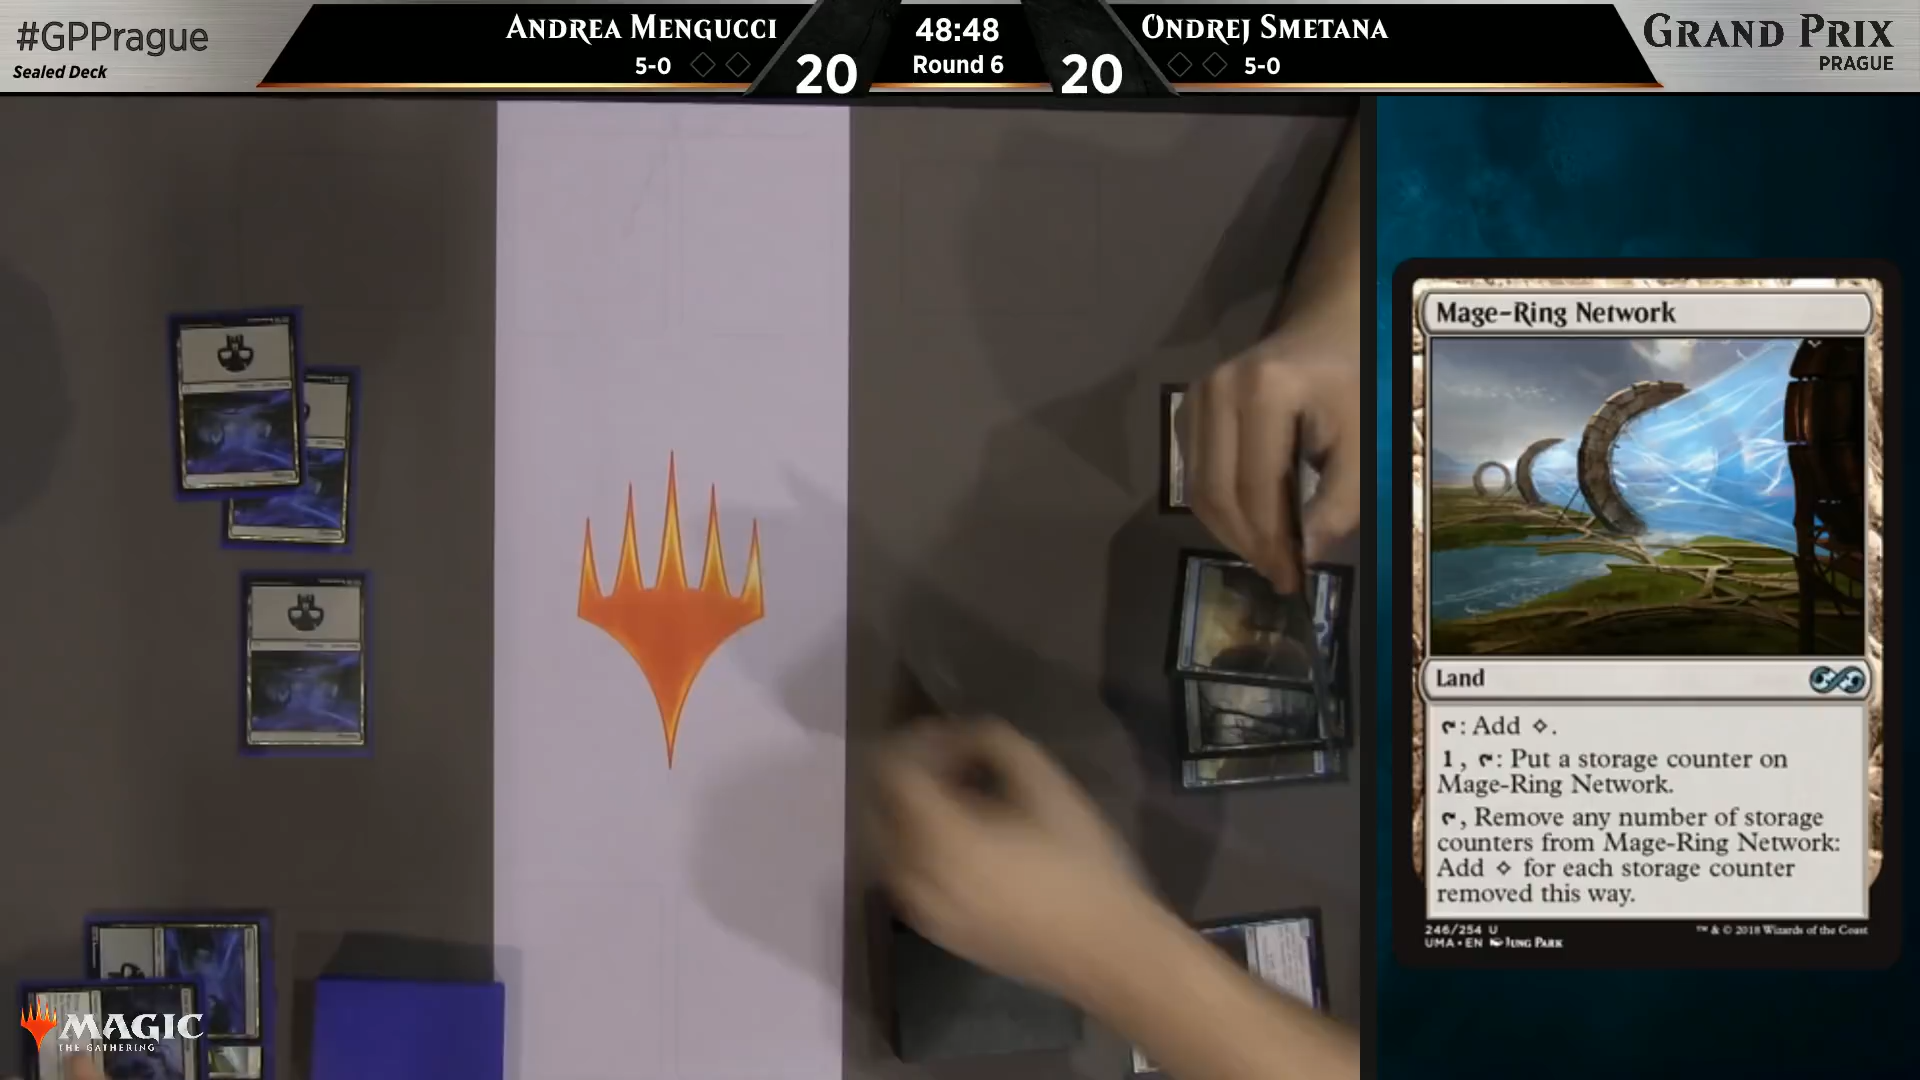 #GPPrague
Sealed Deck
Andrea Mengucci
5-0
20
48:48
Round 6
20
Ondrej Smetana
5-0
Grand Prix
PRAGUE
Mage-Ring Network
Land
: Add .
1, : Put a storage counter on
Mage-Ring Network.
, Remove any number of storage
counters from Mage-Ring Network:
Add for each storage counter
removed this way.
246/254 U
UMA • EN Jung Park
™ & © 2018 Wizards of the Coast
MAGIC
THE GATHERING